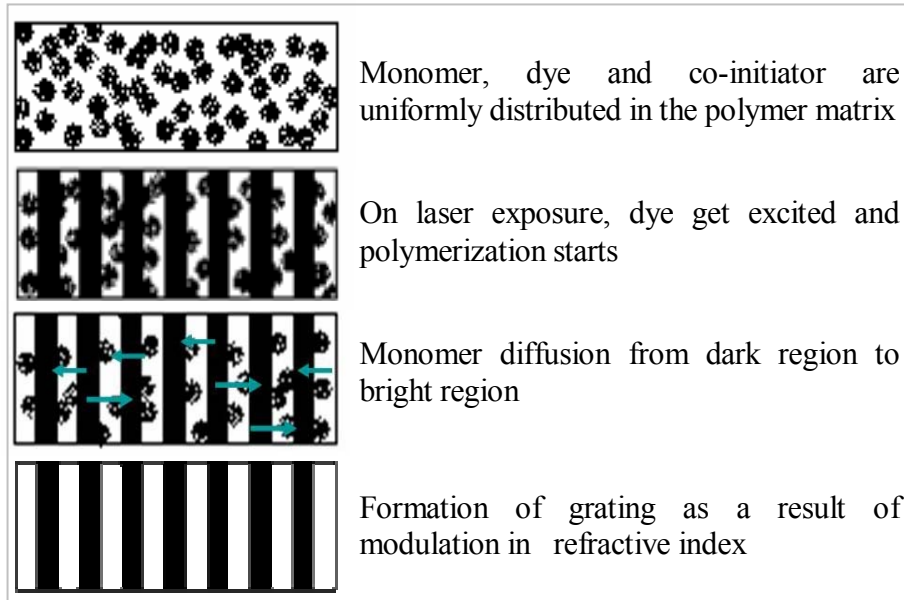 Monomer, dye and co-initiator are
uniformly distributed in the polymer matrix
On laser exposure, dye get excited and
polymerization starts
Monomer diffusion from dark region to
bright region
Formation of grating as a result of
modulation in refractive index